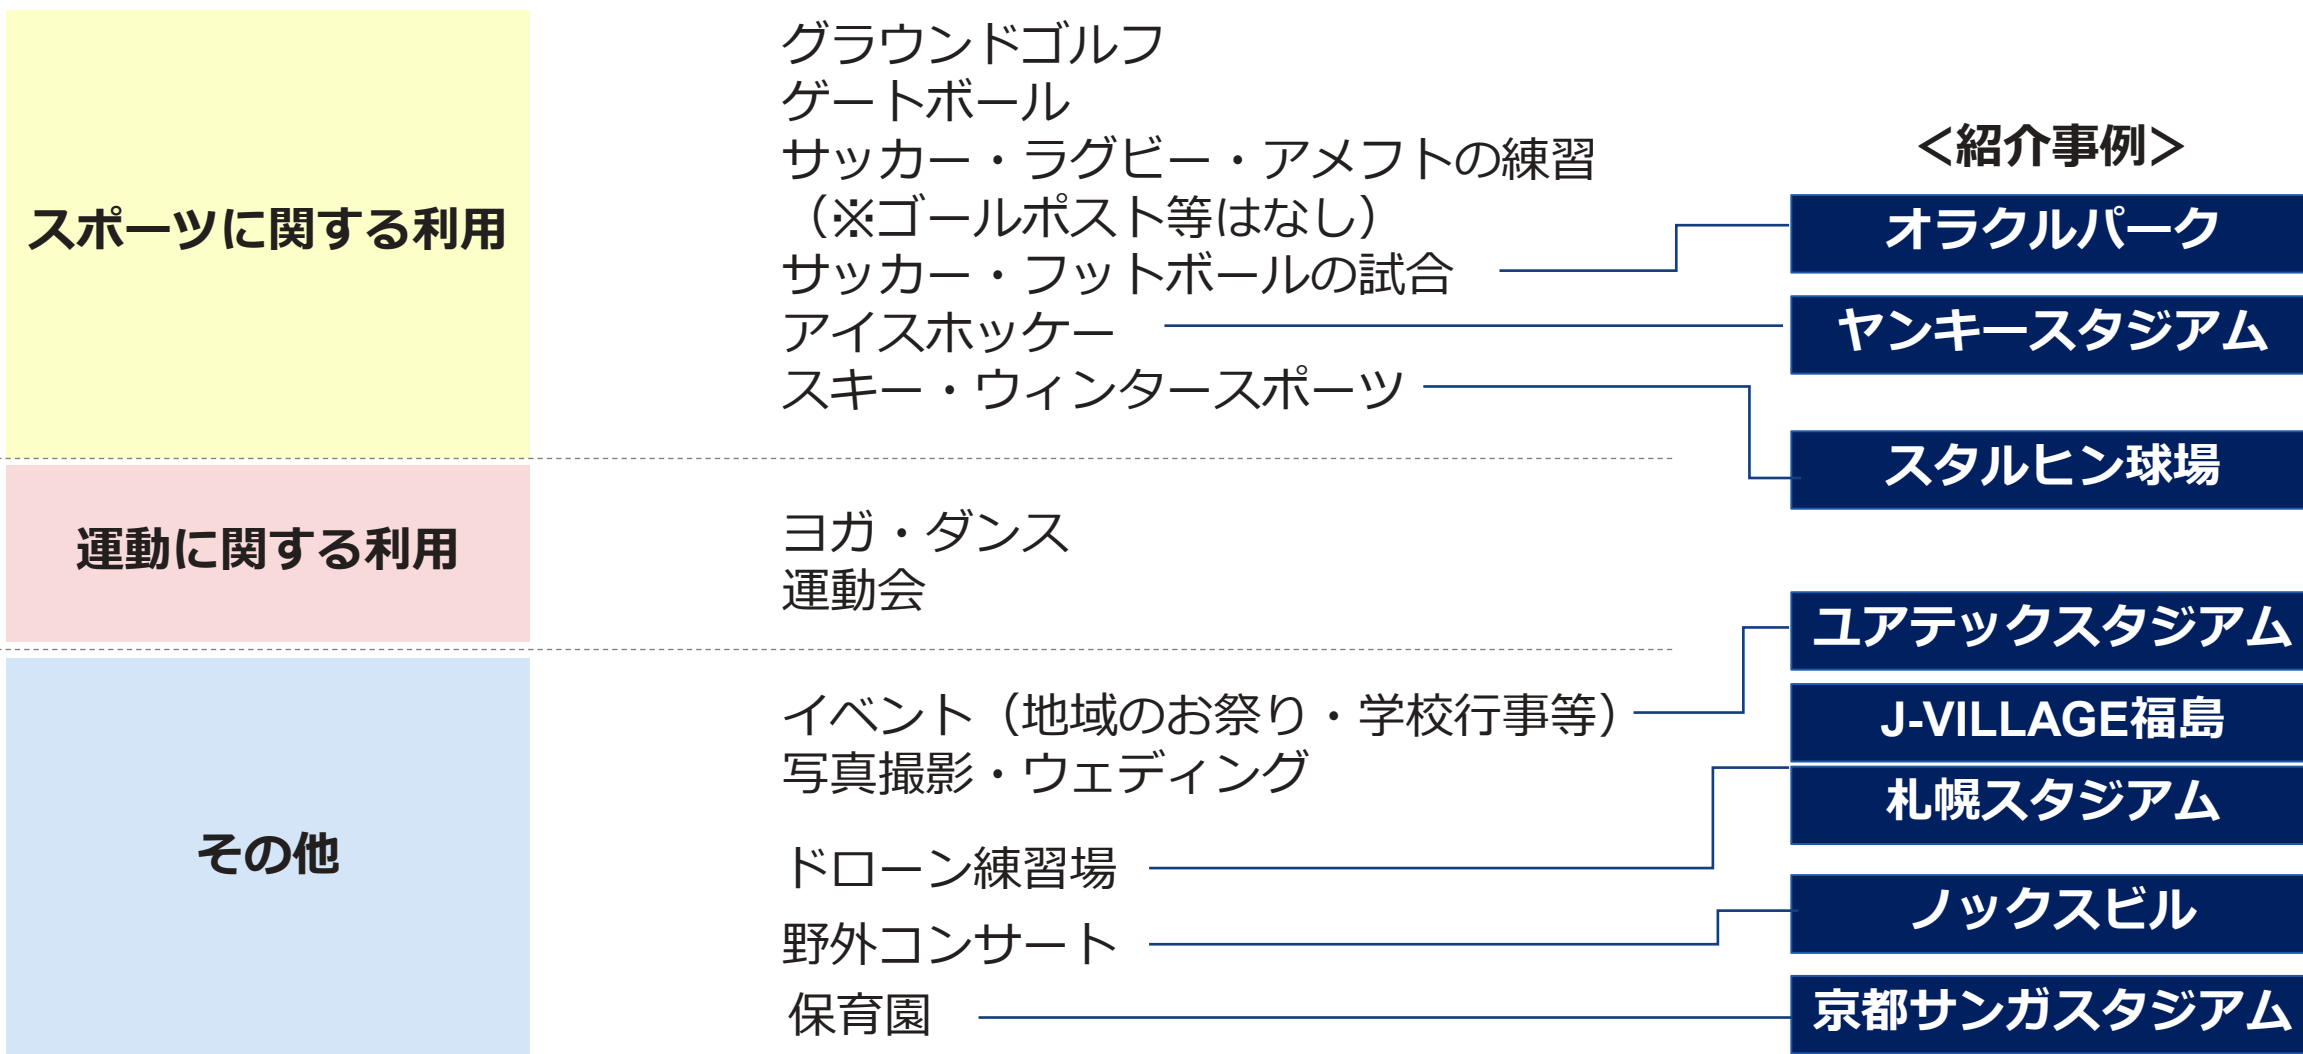 スポーツに関する利用
グラウンドゴルフ
ゲートボール
サッカー・ラグビー・アメフトの練習
（※ゴールポスト等はなし）
サッカー・フットボールの試合
アイスホッケー
スキー・ウィンタースポーツ
運動に関する利用
ヨガ・ダンス
運動会
その他
イベント（地域のお祭り・学校行事等）
写真撮影・ウェディング
ドローン練習場
野外コンサート
保育園
＜紹介事例＞
オラクルパーク
ヤンキースタジアム
スタルヒン球場
ユアテックスタジアム
J-VILLAGE福島
札幌スタジアム
ノックスビル
京都サンガスタジアム